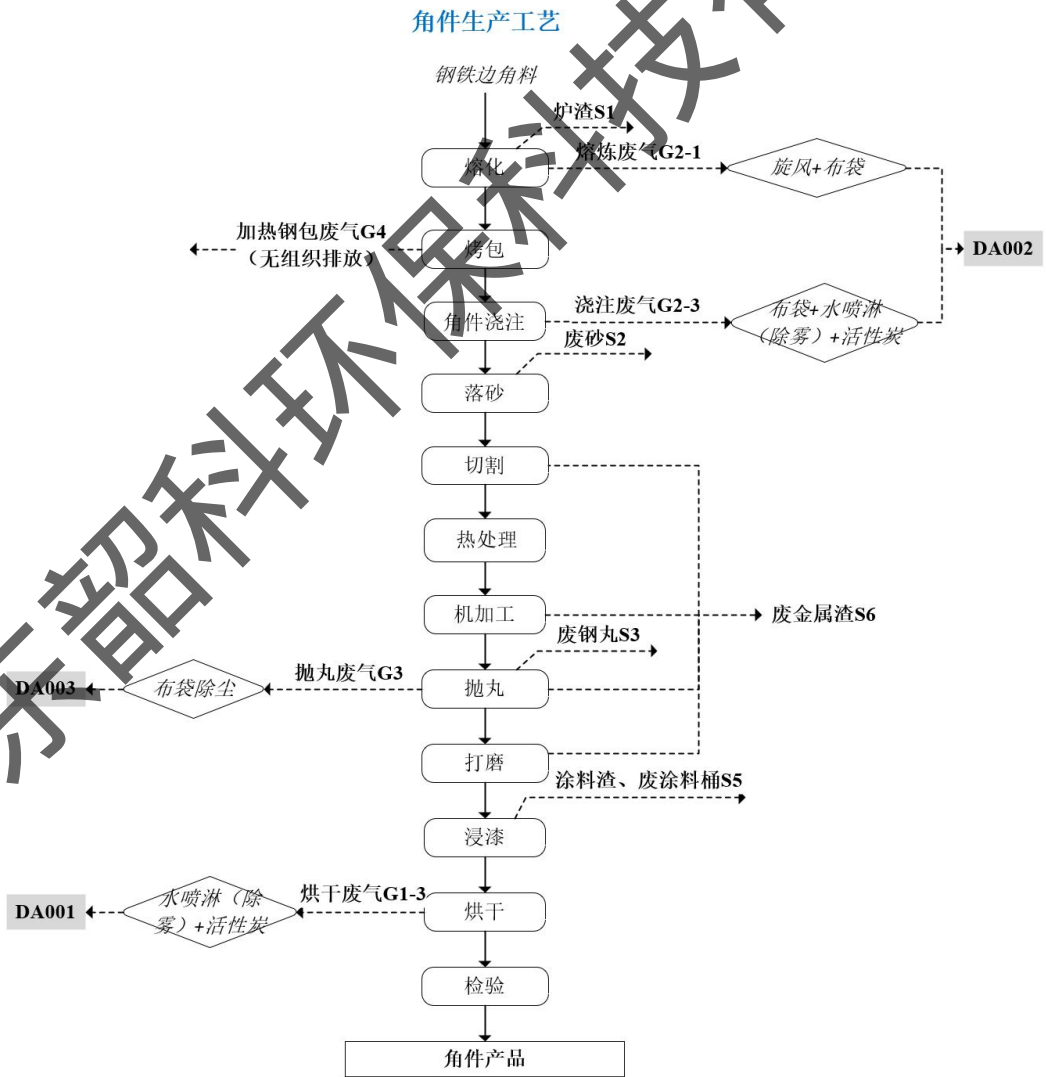 角件生产工艺
钢铁边角料
炉渣S1
熔化
熔炼废气G2-1
旋风+布袋
加热钢包废气G4
（无组织排放）
烤包
DA002
角件浇注
浇注废气G2-3
布袋+水喷淋
（除雾）+活性炭
废砂S2
落砂
切割
热处理
机加工
废金属渣S6
废钢丸S3
DA003
布袋除尘
抛丸废气G3
抛丸
打磨
涂料渣、废涂料桶S5
浸漆
DA001
水喷淋（除
雾）+活性炭
烘干废气G1-3
烘干
检验
角件产品
东韶科环保科技